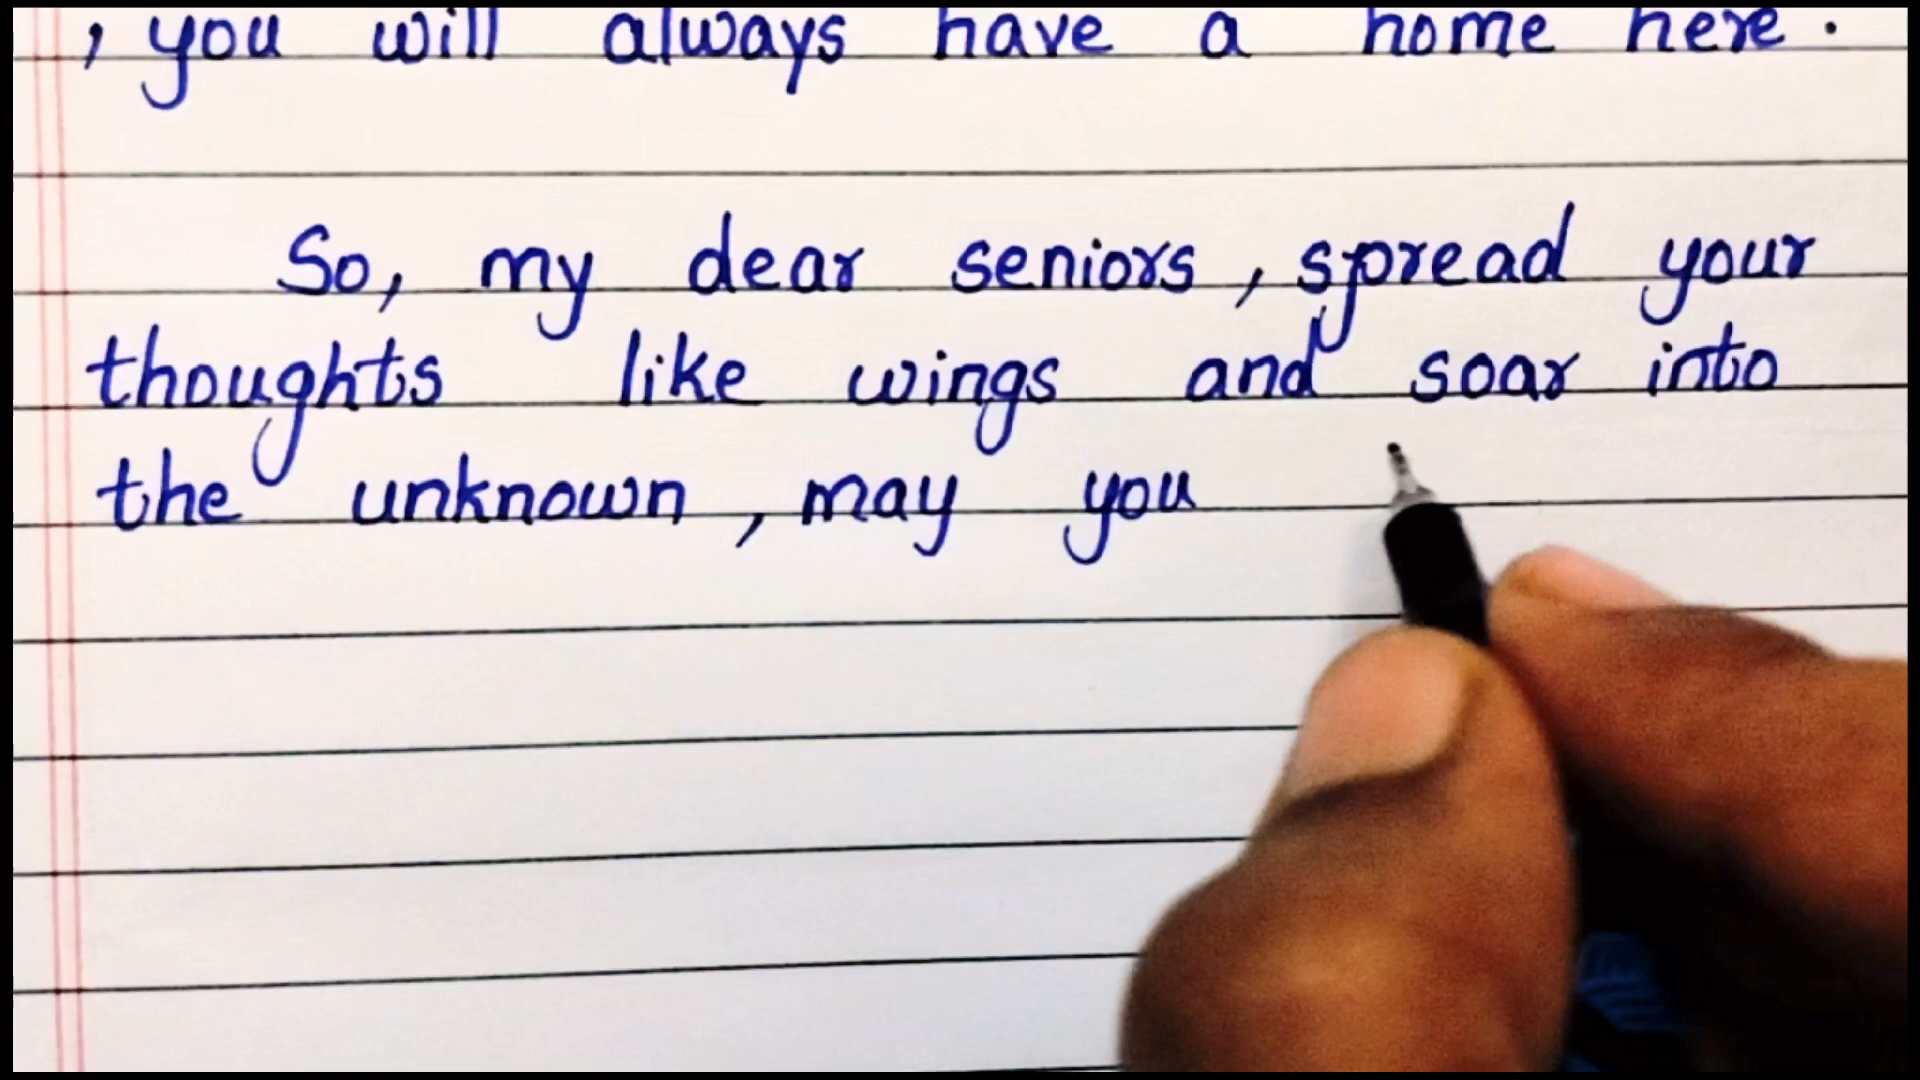 , you will always have a home here.
So, my dear seniors, spread your
thoughts like wings and soar into
the unknown, may you